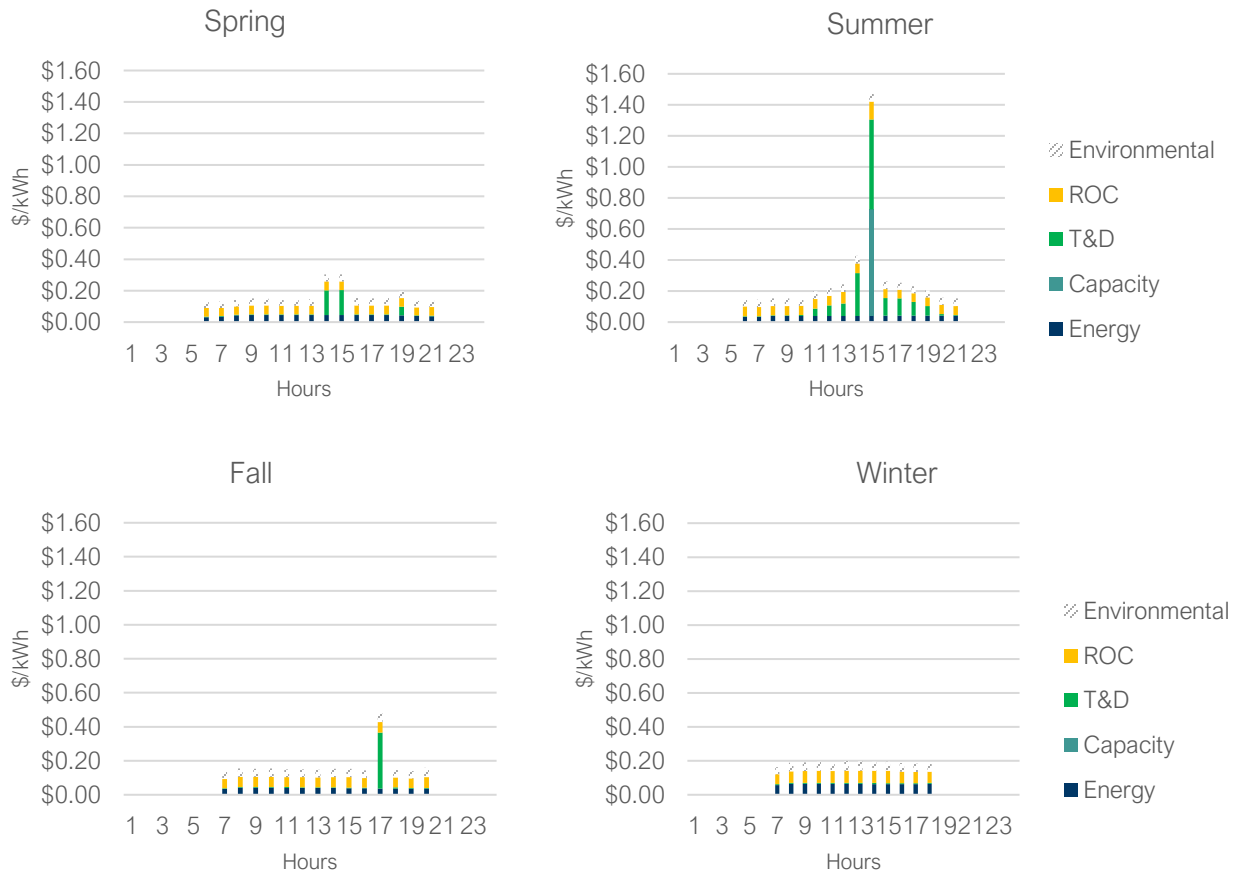 Spring
$1.60
$1.40
$1.20
$1.00
$0.80
$0.60
$0.40
$0.20
$0.00
$/kWh
1 3 5 7 9 11 13 15 17 19 21 23
Hours
Summer
$1.60
$1.40
$1.20
$1.00
$0.80
$0.60
$0.40
$0.20
$0.00
$/kWh
1 3 5 7 9 11 13 15 17 19 21 23
Hours
Environmental
ROC
T&D
Capacity
Energy
Fall
$1.60
$1.40
$1.20
$1.00
$0.80
$0.60
$0.40
$0.20
$0.00
$/kWh
1 3 5 7 9 11 13 15 17 19 21 23
Hours
Winter
$1.60
$1.40
$1.20
$1.00
$0.80
$0.60
$0.40
$0.20
$0.00
$/kWh
1 3 5 7 9 11 13 15 17 19 21 23
Hours
Environmental
ROC
T&D
Capacity
Energy